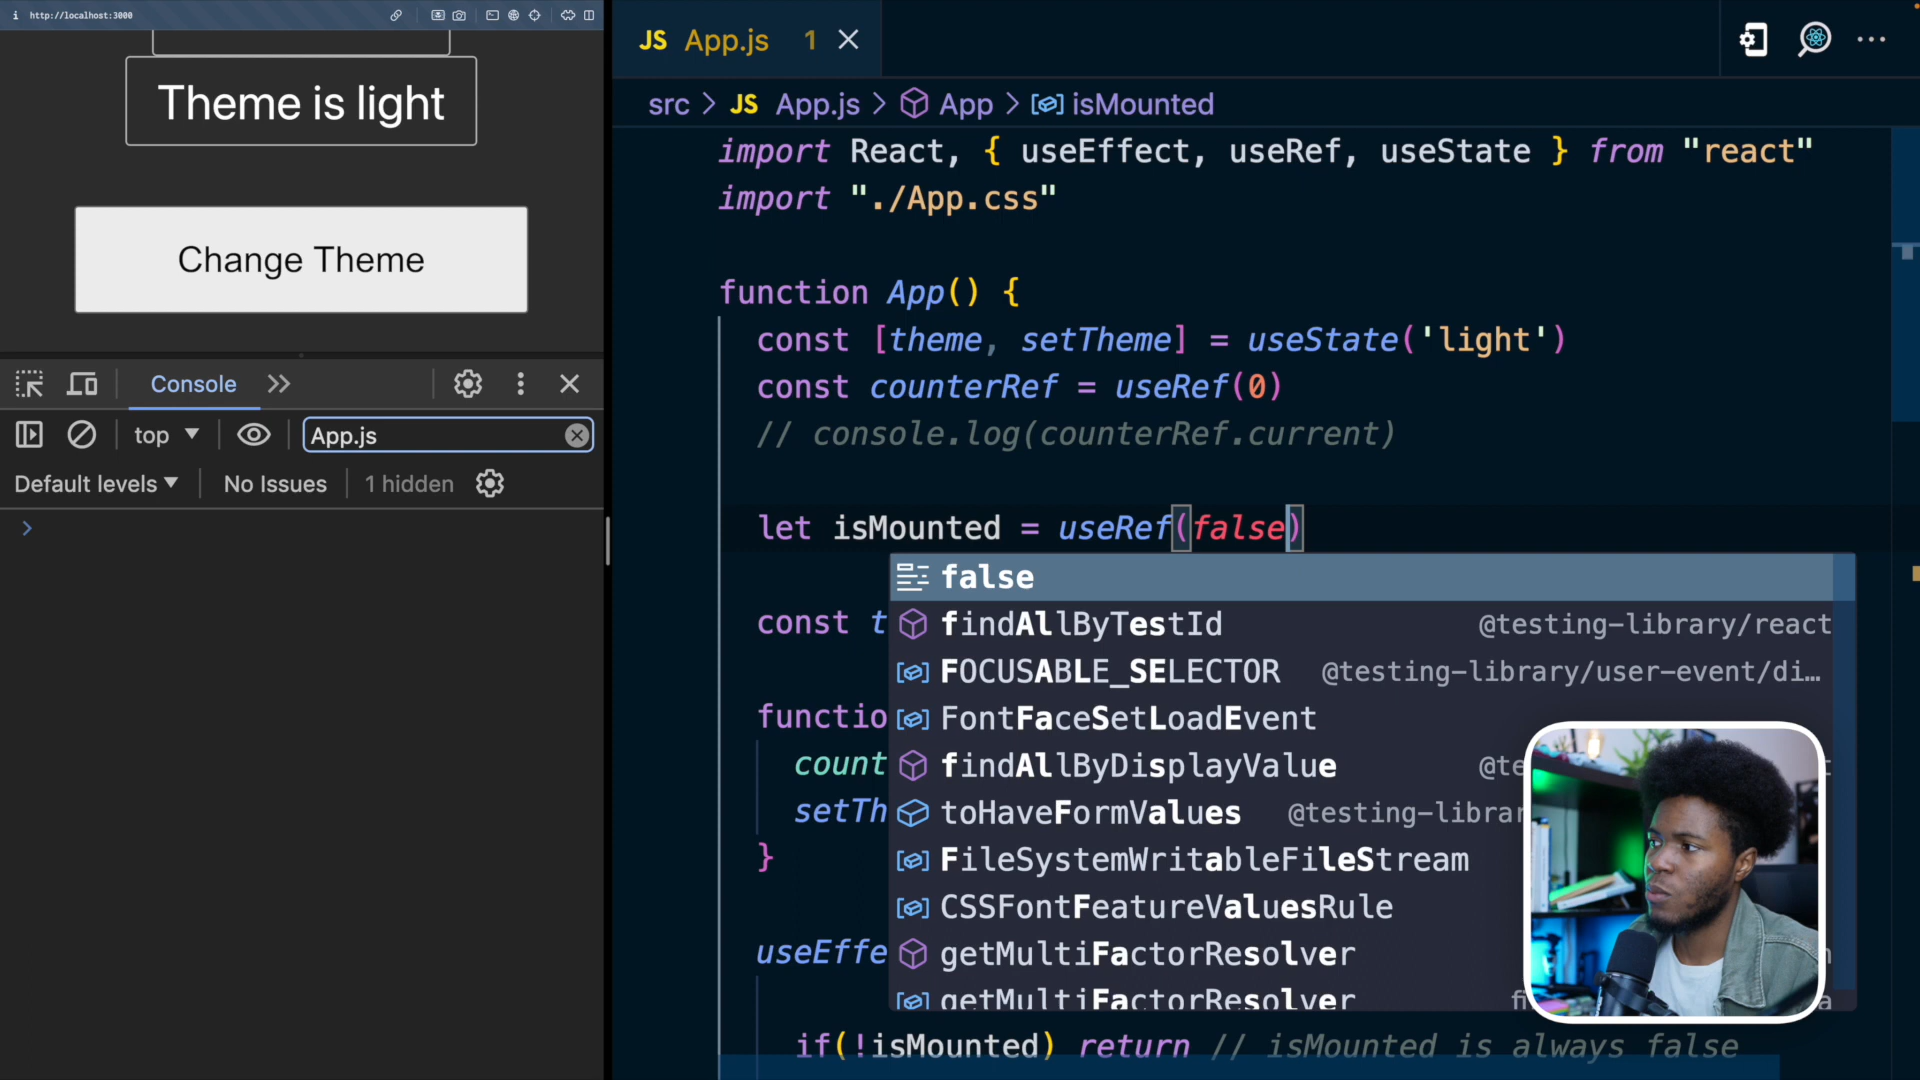 http://localhost:3000
Theme is light
Change Theme
Console
top
App.js
Default levels
No Issues
1 hidden
JS App.js 1
src > JS App.js > App > isMounted
import React, { useEffect, useRef, useState } from "react"
import "./App.css"
function App() {
const [theme, setTheme] = useState('light')
const counterRef = useRef(0)
// console.log(counterRef.current)
let isMounted = useRef(false)
false
const t
findAllByTestId @testing-library/react
FOCUSABLE_SELECTOR @testing-library/user-event/di…
functio
FontFaceSetLoadEvent
count
findAllByDisplayValue @te
setTh
toHaveFormValues @testing-librar
}
FileSystemWritableFileStream
CSSFontFeatureValuesRule
useEffe
getMultiFactorResolver
getMultiFactorResolver
if(!isMounted) return // isMounted is always false